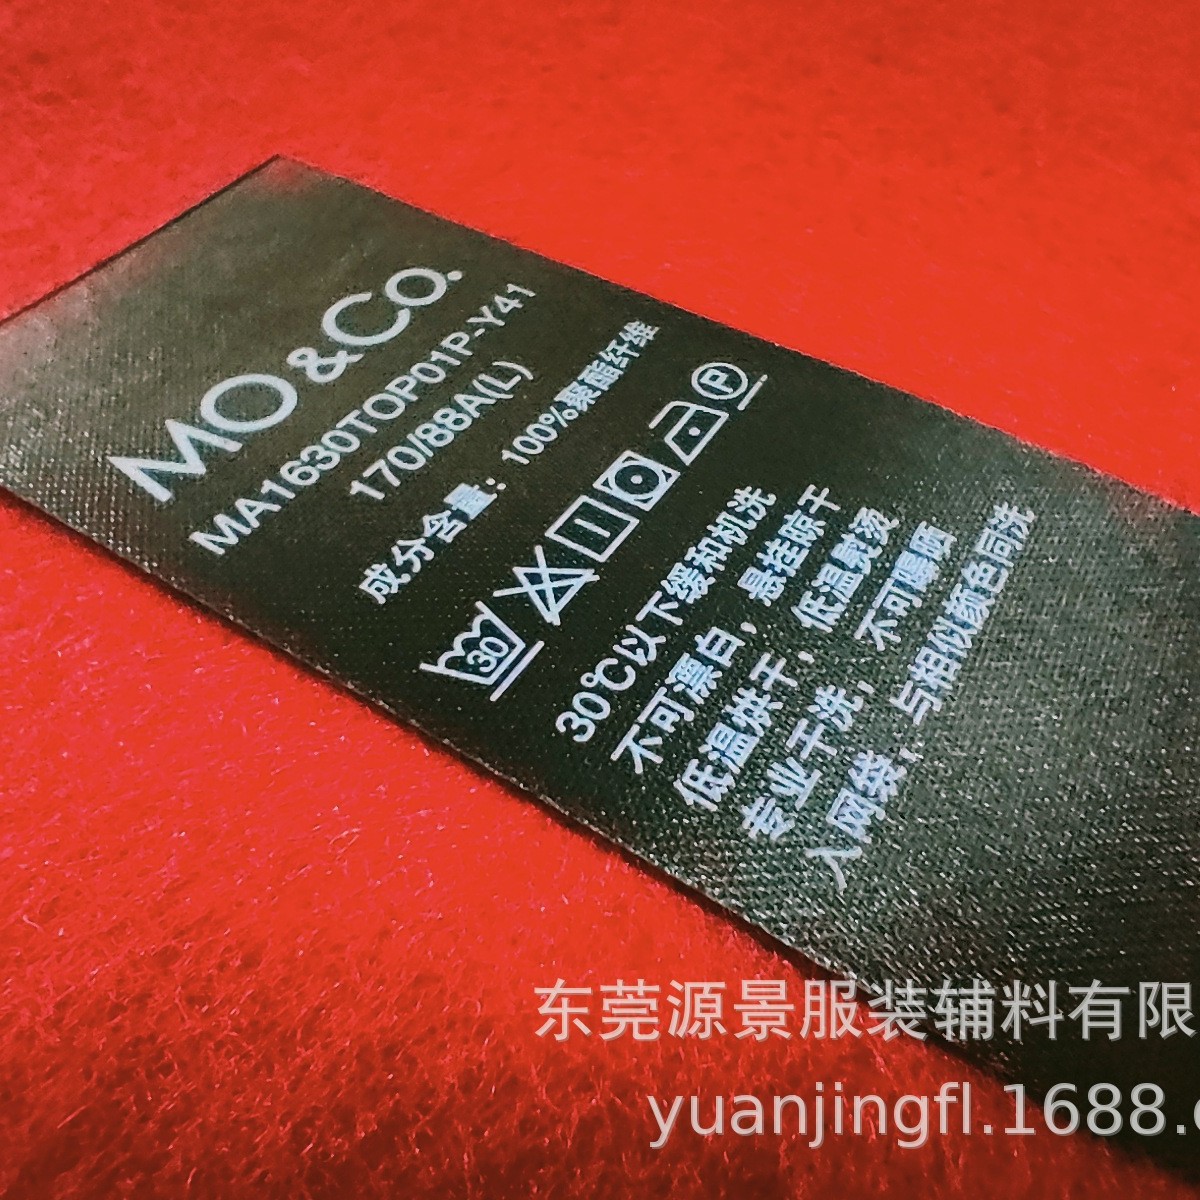 MO&Co.
MA1630TOP01P-Y41
170/88A(L)
成分含量: 100%聚酯纤维
30
P
30℃以下缓和机洗
不可漂白, 悬挂晾干
低温烘干, 低温熨烫
专业干洗, 不可曝晒
入网袋, 与相似颜色同洗
东莞源景服装辅料有限
yuanjingfl.1688.c